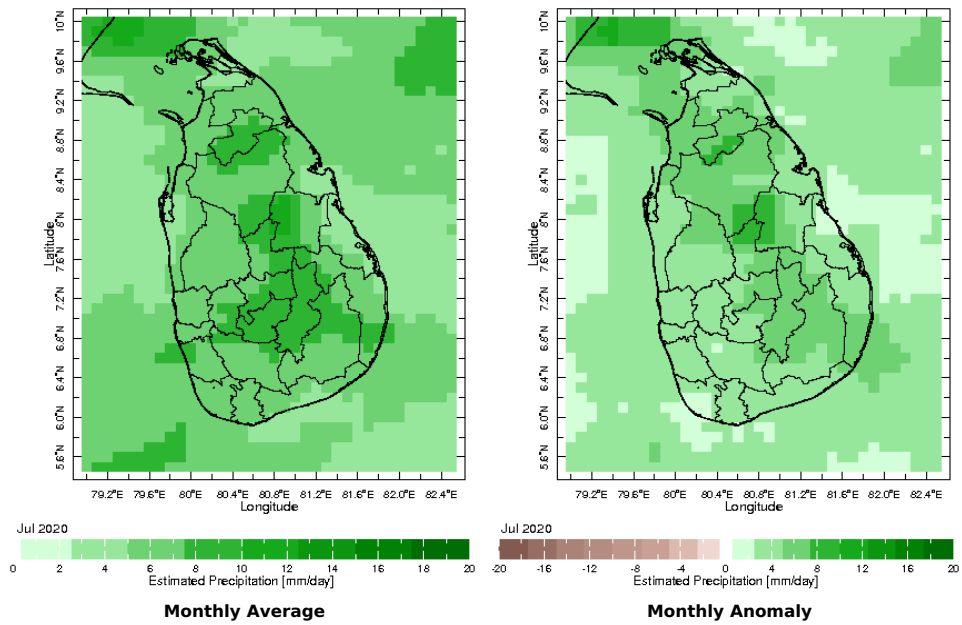 10°N
9.6°N
9.2°N
8.8°N
8.4°N
8.0°N
7.6°N
7.2°N
6.8°N
6.4°N
6.0°N
5.6°N
Latitude
79.2°E 79.6°E 80°E 80.4°E 80.8°E 81.2°E 81.6°E 82.0°E 82.4°E
Longitude
Jul 2020
0 2 4 6 8 10 12 14 16 18 20
Estimated Precipitation [mm/day]
Monthly Average
10°N
9.6°N
9.2°N
8.8°N
8.4°N
8.0°N
7.6°N
7.2°N
6.8°N
6.4°N
6.0°N
5.6°N
Latitude
79.2°E 79.6°E 80°E 80.4°E 80.8°E 81.2°E 81.6°E 82.0°E 82.4°E
Longitude
Jul 2020
-20 -16 -12 -8 -4 0 4 8 12 16 20
Estimated Precipitation [mm/day]
Monthly Anomaly